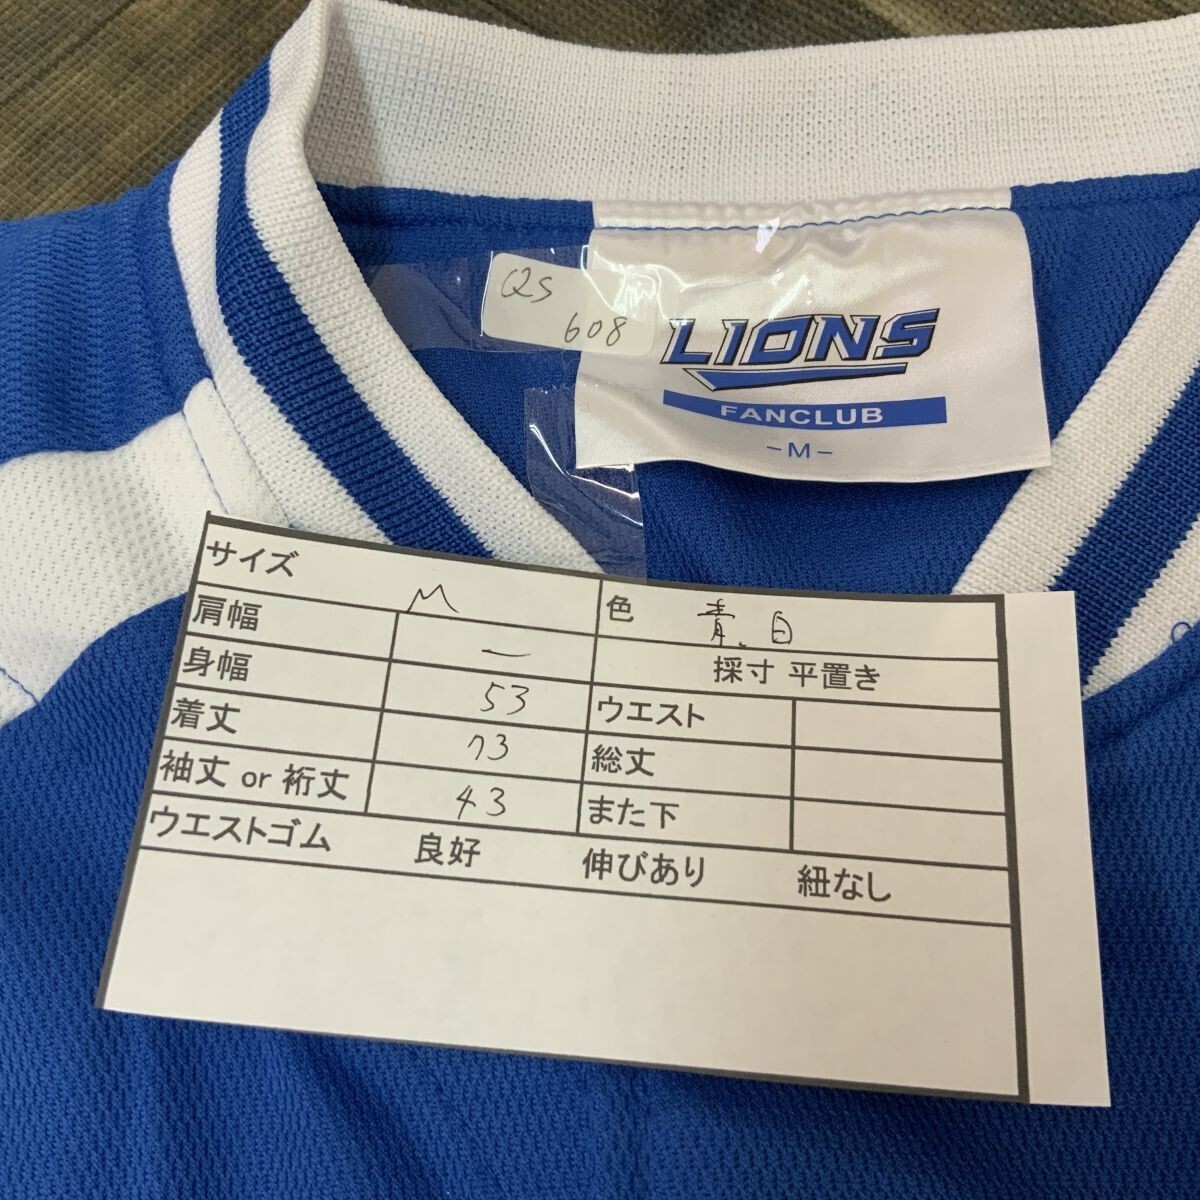 QS
608
LIONS
FANCLUB
-M-
サイズ M 色 青、白
肩幅 — 採寸 平置き
身幅 53 ウエスト
着丈 73 総丈
袖丈 or 裄丈 43 また下
ウエストゴム 良好 伸びあり 紐なし